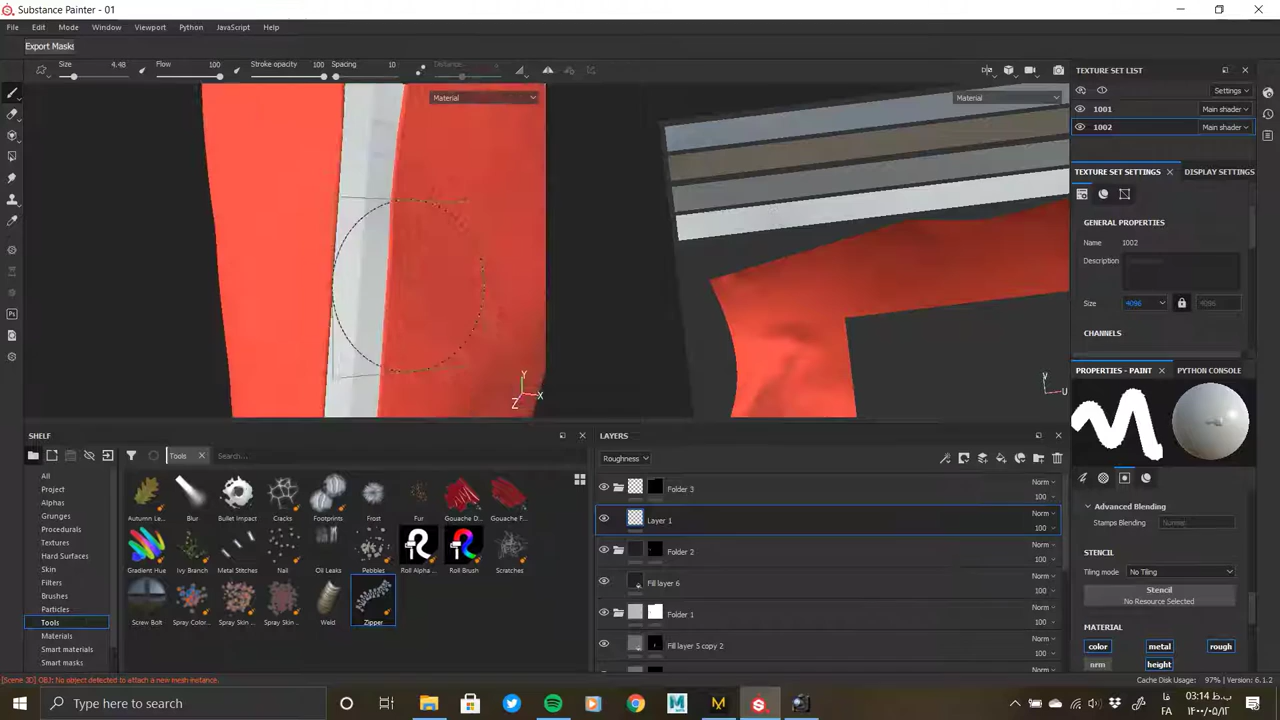 Substance Painter - 01
File Edit Mode Window Viewport Python JavaScript Help
Export Masks
Size 4.48 Flow 100 Stroke opacity 100 Spacing 10 Distance
Material
Material
TEXTURE SET LIST
Settings
1001 Main shader
1002 Main shader
TEXTURE SET SETTINGS DISPLAY SETTINGS
GENERAL PROPERTIES
Name 1002
Description
Size 4096 4096
CHANNELS
Y
X
Z
V
U
PROPERTIES - PAINT PYTHON CONSOLE
Advanced Blending
Stamps Blending Normal
STENCIL
Tiling mode No Tiling
Stencil
No Resource Selected
MATERIAL
color metal rough
nrm height
SHELF
Tools
Search...
All
Project
Alphas
Grunges
Procedurals
Textures
Hard Surfaces
Skin
Filters
Brushes
Particles
Tools
Materials
Smart materials
Smart masks
Autumn Le... Blur Bullet Impact Cracks Footprints Frost Fur Gouache D... Gouache F...
Gradient Hue Ivy Branch Metal Stitches Nail Oil Leaks Pebbles Roll Alpha ... Roll Brush Scratches
Screw Bolt Spray Color... Spray Skin ... Spray Skin ... Weld Zipper
LAYERS
Roughness
Folder 3 Norm 100
Layer 1 Norm 100
Folder 2 Norm 100
Fill layer 6 Norm 100
Folder 1 Norm 100
Fill layer 5 copy 2 Norm 100
Norm
[Scene 3D] OBJ: No object detected to attach a new mesh instance.
Cache Disk Usage: 97% | Version: 6.1.2
Type here to search
فا
FA
03:14 ب.ظ
۱۴۰۰/۰۵/۱۳